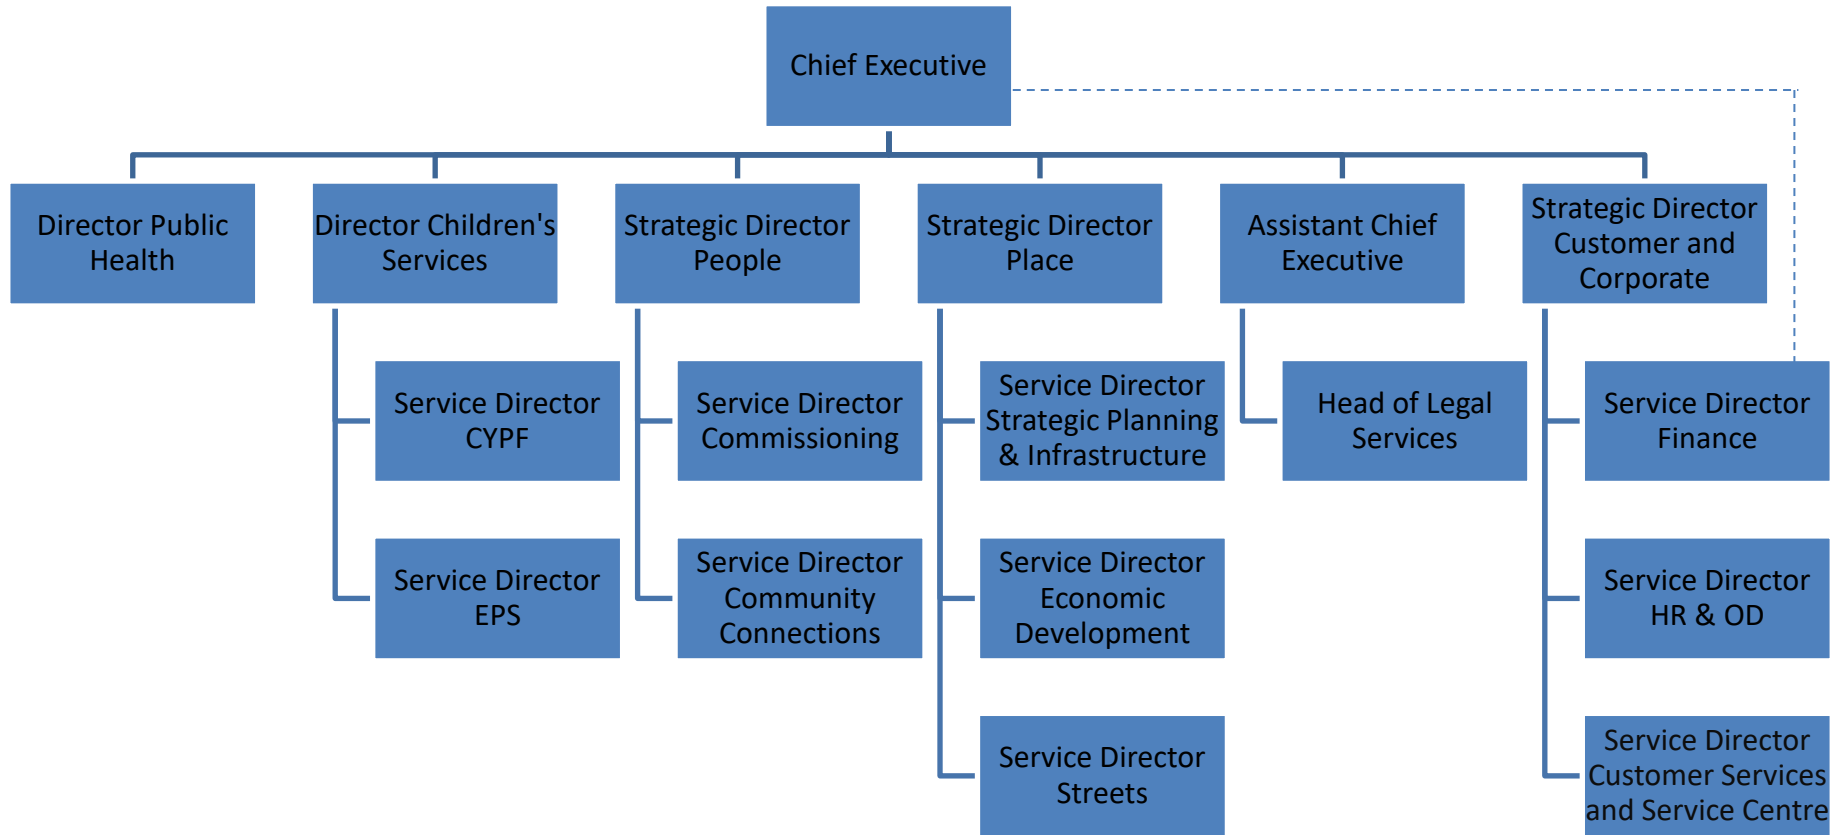 Chief Executive
Director Public
Health
Director Children's
Services
Strategic Director
People
Strategic Director
Place
Assistant Chief
Executive
Strategic Director
Customer and
Corporate
Service Director
CYPF
Service Director
Commissioning
Service Director
Strategic Planning
& Infrastructure
Head of Legal
Services
Service Director
Finance
Service Director
EPS
Service Director
Community
Connections
Service Director
Economic
Development
Service Director
HR & OD
Service Director
Streets
Service Director
Customer Services
and Service Centre